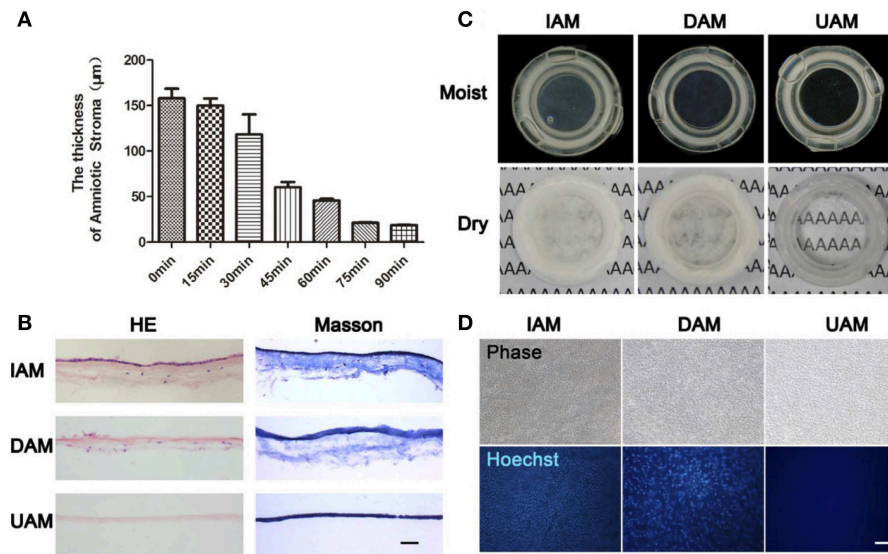 A
The thickness
of Amniotic Stroma (μm)
200
150
100
50
0
0min
15min
30min
45min
60min
75min
90min
B
HE
Masson
IAM
DAM
UAM
C
IAM
DAM
UAM
Moist
Dry
AAAAAA
D
IAM
DAM
UAM
Phase
Hoechst